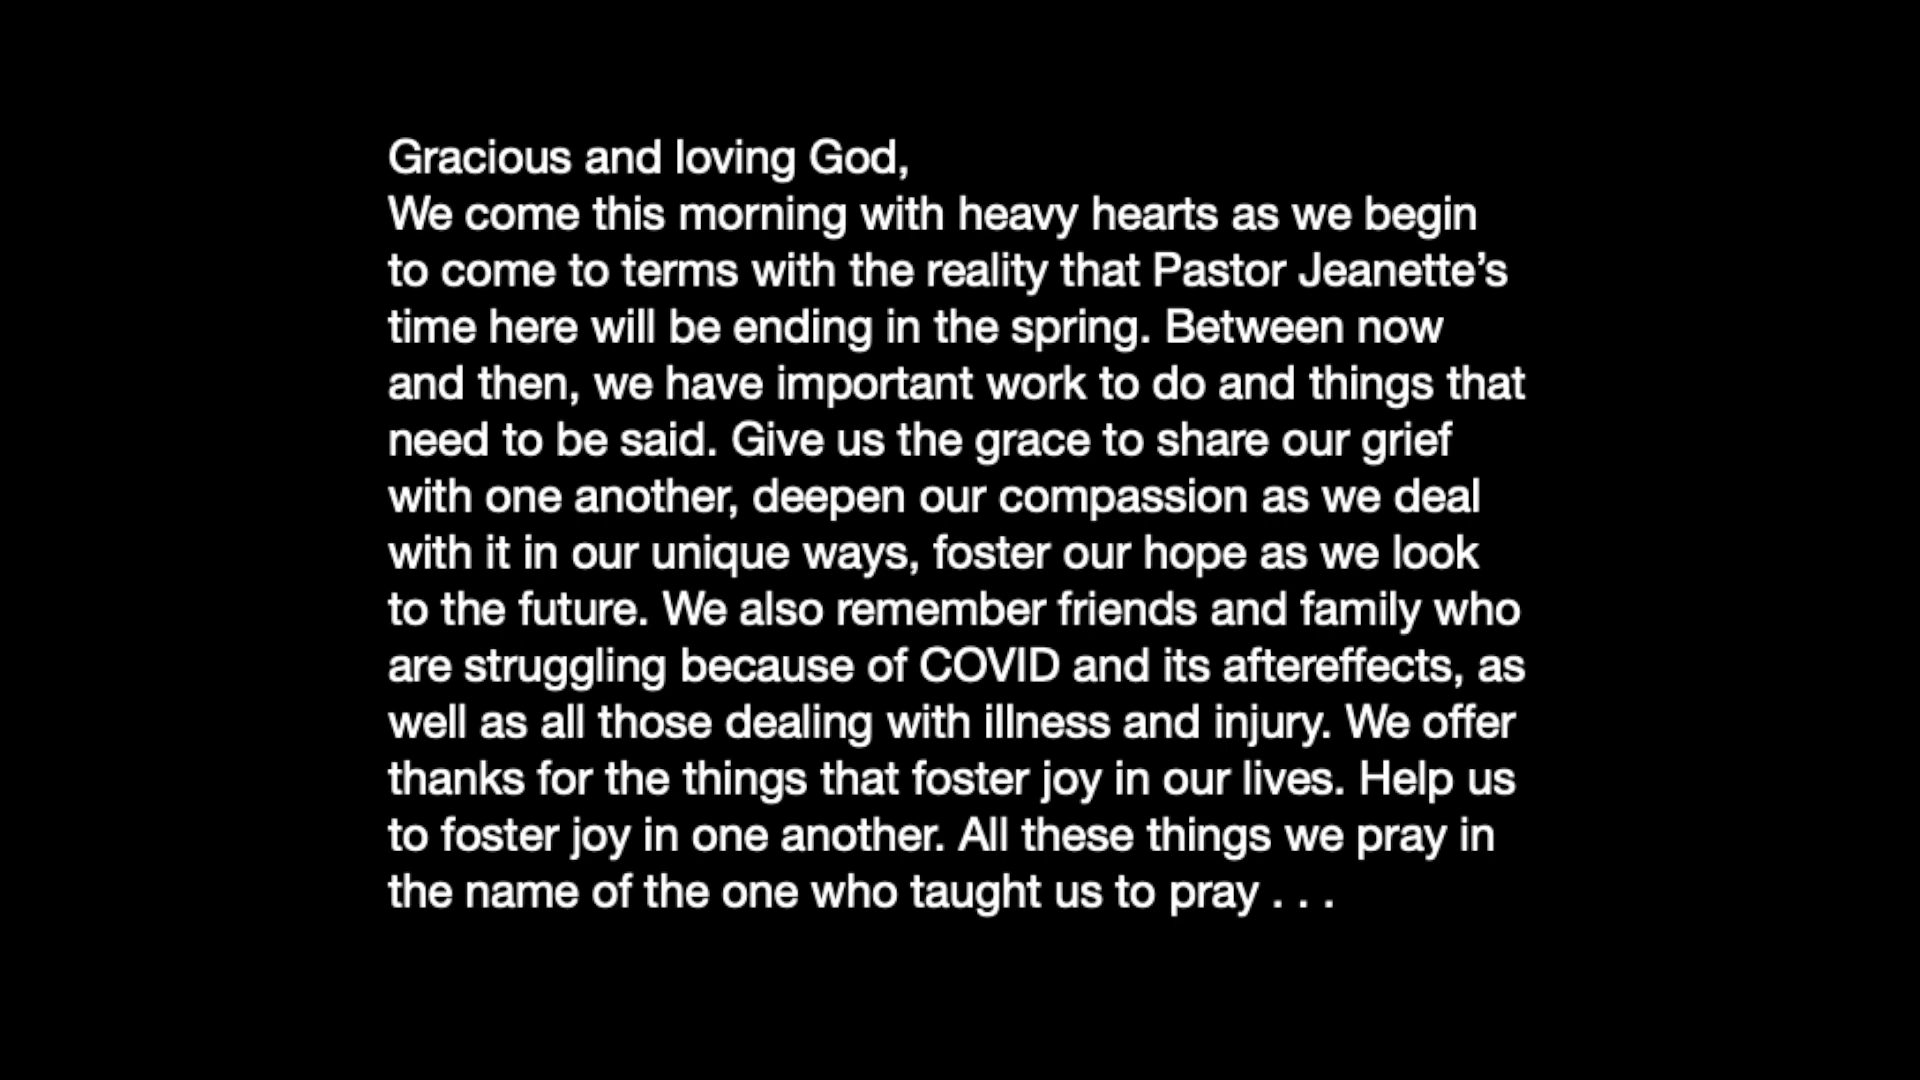 Gracious and loving God,
We come this morning with heavy hearts as we begin
to come to terms with the reality that Pastor Jeanette’s
time here will be ending in the spring. Between now
and then, we have important work to do and things that
need to be said. Give us the grace to share our grief
with one another, deepen our compassion as we deal
with it in our unique ways, foster our hope as we look
to the future. We also remember friends and family who
are struggling because of COVID and its aftereffects, as
well as all those dealing with illness and injury. We offer
thanks for the things that foster joy in our lives. Help us
to foster joy in one another. All these things we pray in
the name of the one who taught us to pray . . .